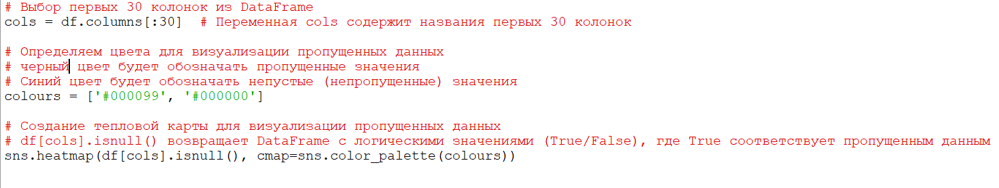 # Выбор первых 30 колонок из DataFrame
cols = df.columns[:30]  # Переменная cols содержит названия первых 30 колонок
# Определяем цвета для визуализации пропущенных данных
# черный цвет будет обозначать пропущенные значения
# Синий цвет будет обозначать непустые (непропущенные) значения
colours = ['#000099', '#000000']
# Создание тепловой карты для визуализации пропущенных данных
# df[cols].isnull() возвращает DataFrame с логическими значениями (True/False), где True соответствует пропущенным данным
sns.heatmap(df[cols].isnull(), cmap=sns.color_palette(colours))